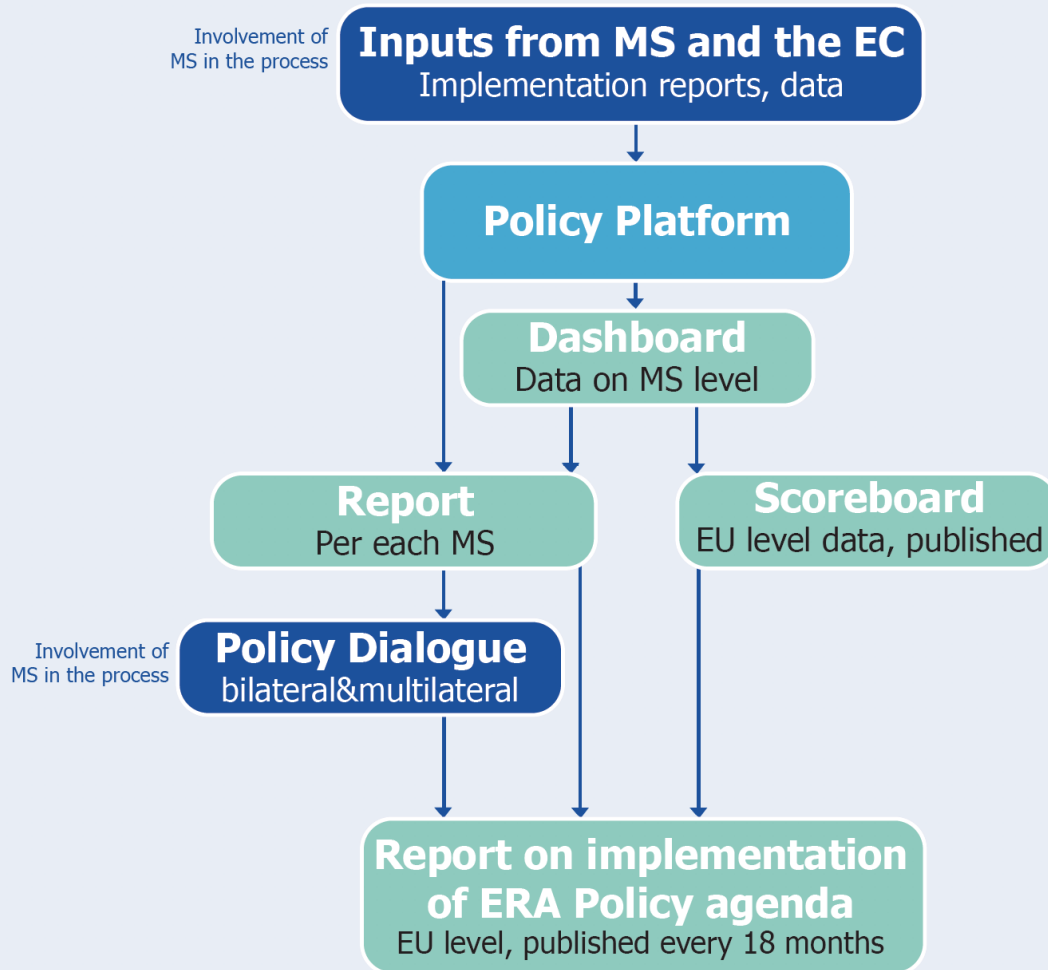 Involvement of
MS in the process
Inputs from MS and the EC
Implementation reports, data
Policy Platform
Dashboard
Data on MS level
Report
Per each MS
Scoreboard
EU level data, published
Involvement of
MS in the process
Policy Dialogue
bilateral&multilateral
Report on implementation
of ERA Policy agenda
EU level, published every 18 months